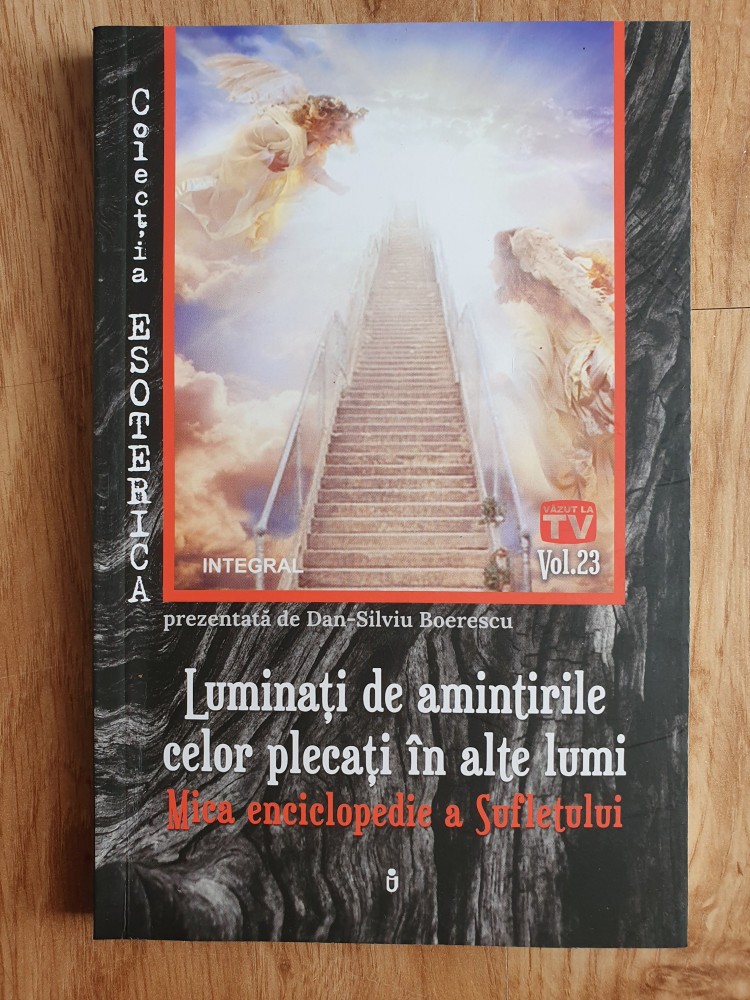 Colecția ESOTERICA
INTEGRAL
VĂZUT LA
TV
Vol.23
prezentată de Dan-Silviu Boerescu
Luminați de amintirile
celor plecați în alte lumi
Mica enciclopedie a Sufletului